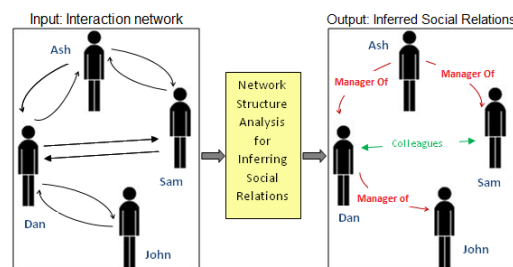 Input: Interaction network
Ash
Sam
Dan
John
Network
Structure
Analysis
for
Inferring
Social
Relations
Output: Inferred Social Relations
Ash
Manager Of
Manager Of
Colleagues
Sam
Dan
Manager of
John